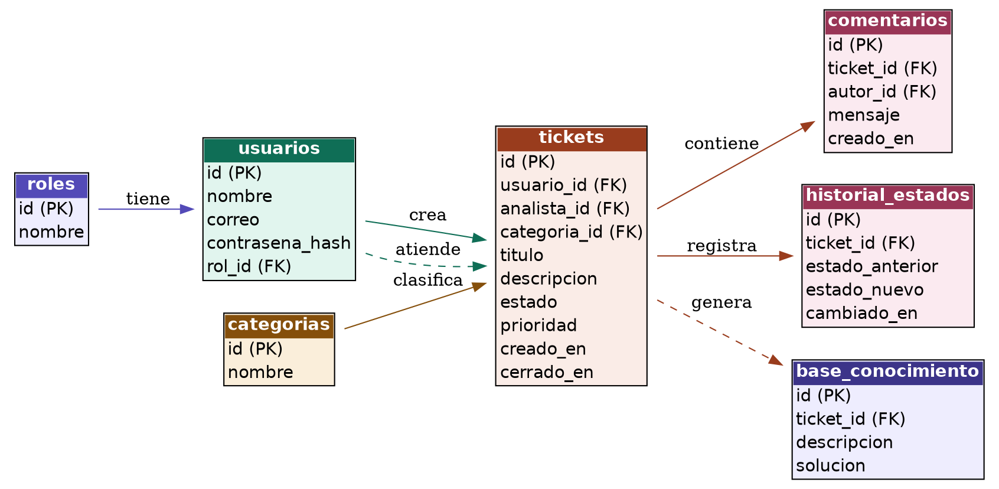 roles
id (PK)
nombre
tiene
usuarios
id (PK)
nombre
correo
contrasena_hash
rol_id (FK)
categorias
id (PK)
nombre
crea
atiende
clasifica
tickets
id (PK)
usuario_id (FK)
analista_id (FK)
categoria_id (FK)
titulo
descripcion
estado
prioridad
creado_en
cerrado_en
contiene
registra
genera
comentarios
id (PK)
ticket_id (FK)
autor_id (FK)
mensaje
creado_en
historial_estados
id (PK)
ticket_id (FK)
estado_anterior
estado_nuevo
cambiado_en
base_conocimiento
id (PK)
ticket_id (FK)
descripcion
solucion